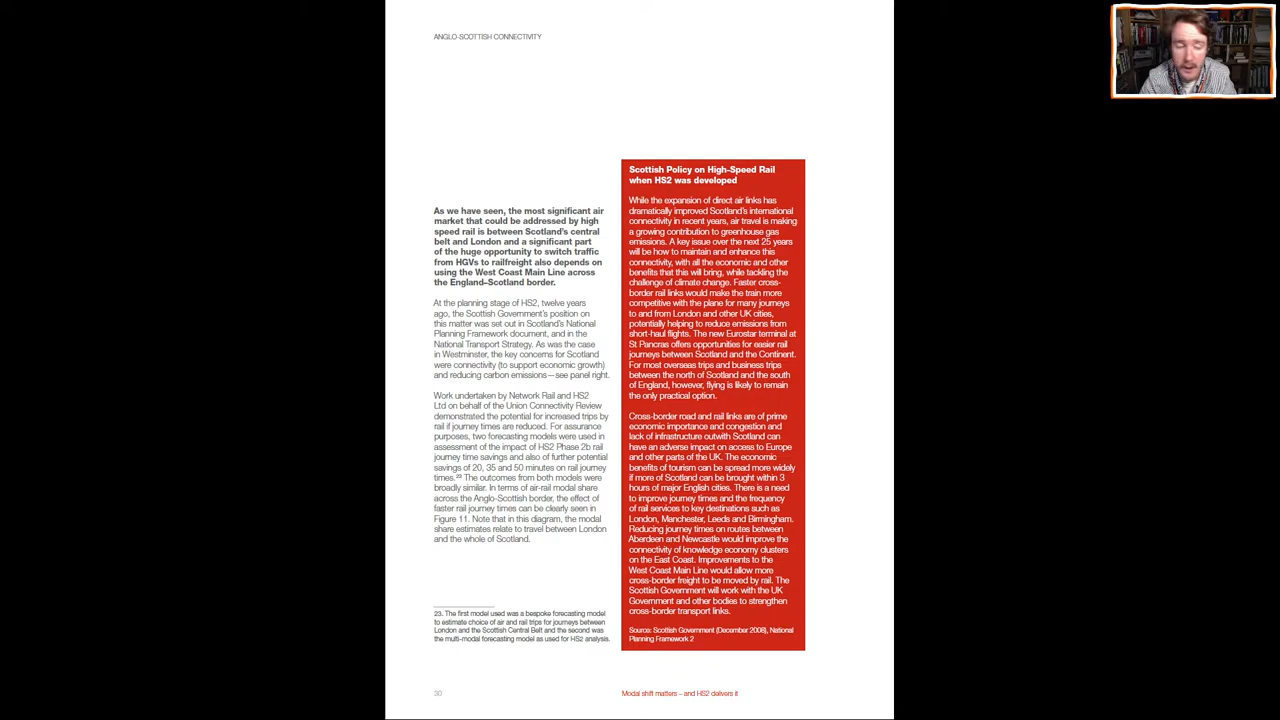 ANGLO-SCOTTISH CONNECTIVITY
As we have seen, the most significant air
market that could be addressed by high
speed rail is between Scotland's central
belt and London and a significant part
of the huge opportunity to switch traffic
from HGVs to railfreight also depends on
using the West Coast Main Line across
the England–Scotland border.
At the planning stage of HS2, twelve years
ago, the Scottish Government's position on
this matter was set out in Scotland's National
Planning Framework document, and in the
National Transport Strategy. As was the case
in Westminster, the key concerns for Scotland
were connectivity (to support economic growth)
and reducing carbon emissions—see panel right.
Work undertaken by Network Rail and HS2
Ltd on behalf of the Union Connectivity Review
demonstrated the potential for increased trips by
rail if journey times are reduced. For assurance
purposes, two forecasting models were used in
assessment of the impact of HS2 Phase 2b rail
journey time savings and also of further potential
savings of 20, 35 and 50 minutes on rail journey
times.²³ The outcomes from both models were
broadly similar. In terms of air-rail modal share
across the Anglo-Scottish border, the effect of
faster rail journey times can be clearly seen in
Figure 11. Note that in this diagram, the modal
share estimates relate to travel between London
and the whole of Scotland.
23. The first model used was a bespoke forecasting model
to estimate choice of air and rail trips for journeys between
London and the Scottish Central Belt and the second was
the multi-modal forecasting model as used for HS2 analysis.
Scottish Policy on High-Speed Rail
when HS2 was developed
While the expansion of direct air links has
dramatically improved Scotland's international
connectivity in recent years, air travel is making
a growing contribution to greenhouse gas
emissions. A key issue over the next 25 years
will be how to maintain and enhance this
connectivity, with all the economic and other
benefits that this will bring, while tackling the
challenge of climate change. Faster cross-
border rail links would make the train more
competitive with the plane for many journeys
to and from London and other UK cities,
potentially helping to reduce emissions from
short-haul flights. The new Eurostar terminal at
St Pancras offers opportunities for easier rail
journeys between Scotland and the Continent.
For most overseas trips and business trips
between the north of Scotland and the south
of England, however, flying is likely to remain
the only practical option.
Cross-border road and rail links are of prime
economic importance and congestion and
lack of infrastructure outwith Scotland can
have an adverse impact on access to Europe
and other parts of the UK. The economic
benefits of tourism can be spread more widely
if more of Scotland can be brought within 3
hours of major English cities. There is a need
to improve journey times and the frequency
of rail services to key destinations such as
London, Manchester, Leeds and Birmingham.
Reducing journey times on routes between
Aberdeen and Newcastle would improve the
connectivity of knowledge economy clusters
on the East Coast. Improvements to the
West Coast Main Line would allow more
cross-border freight to be moved by rail. The
Scottish Government will work with the UK
Government and other bodies to strengthen
cross-border transport links.
Source: Scottish Government (December 2008), National
Planning Framework 2
30
Modal shift matters – and HS2 delivers it